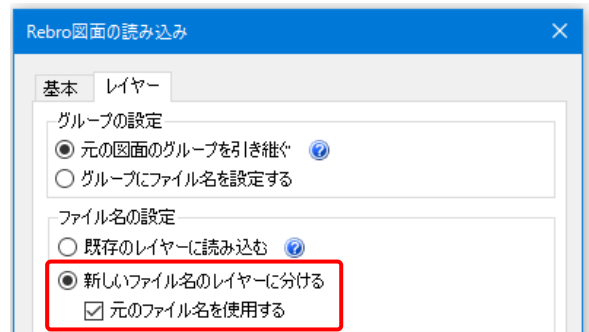 Rebro図面の読み込み
基本 レイヤー
グループの設定
元の図面のグループを引き継ぐ
グループにファイル名を設定する
ファイル名の設定
既存のレイヤーに読み込む
新しいファイル名のレイヤーに分ける
元のファイル名を使用する